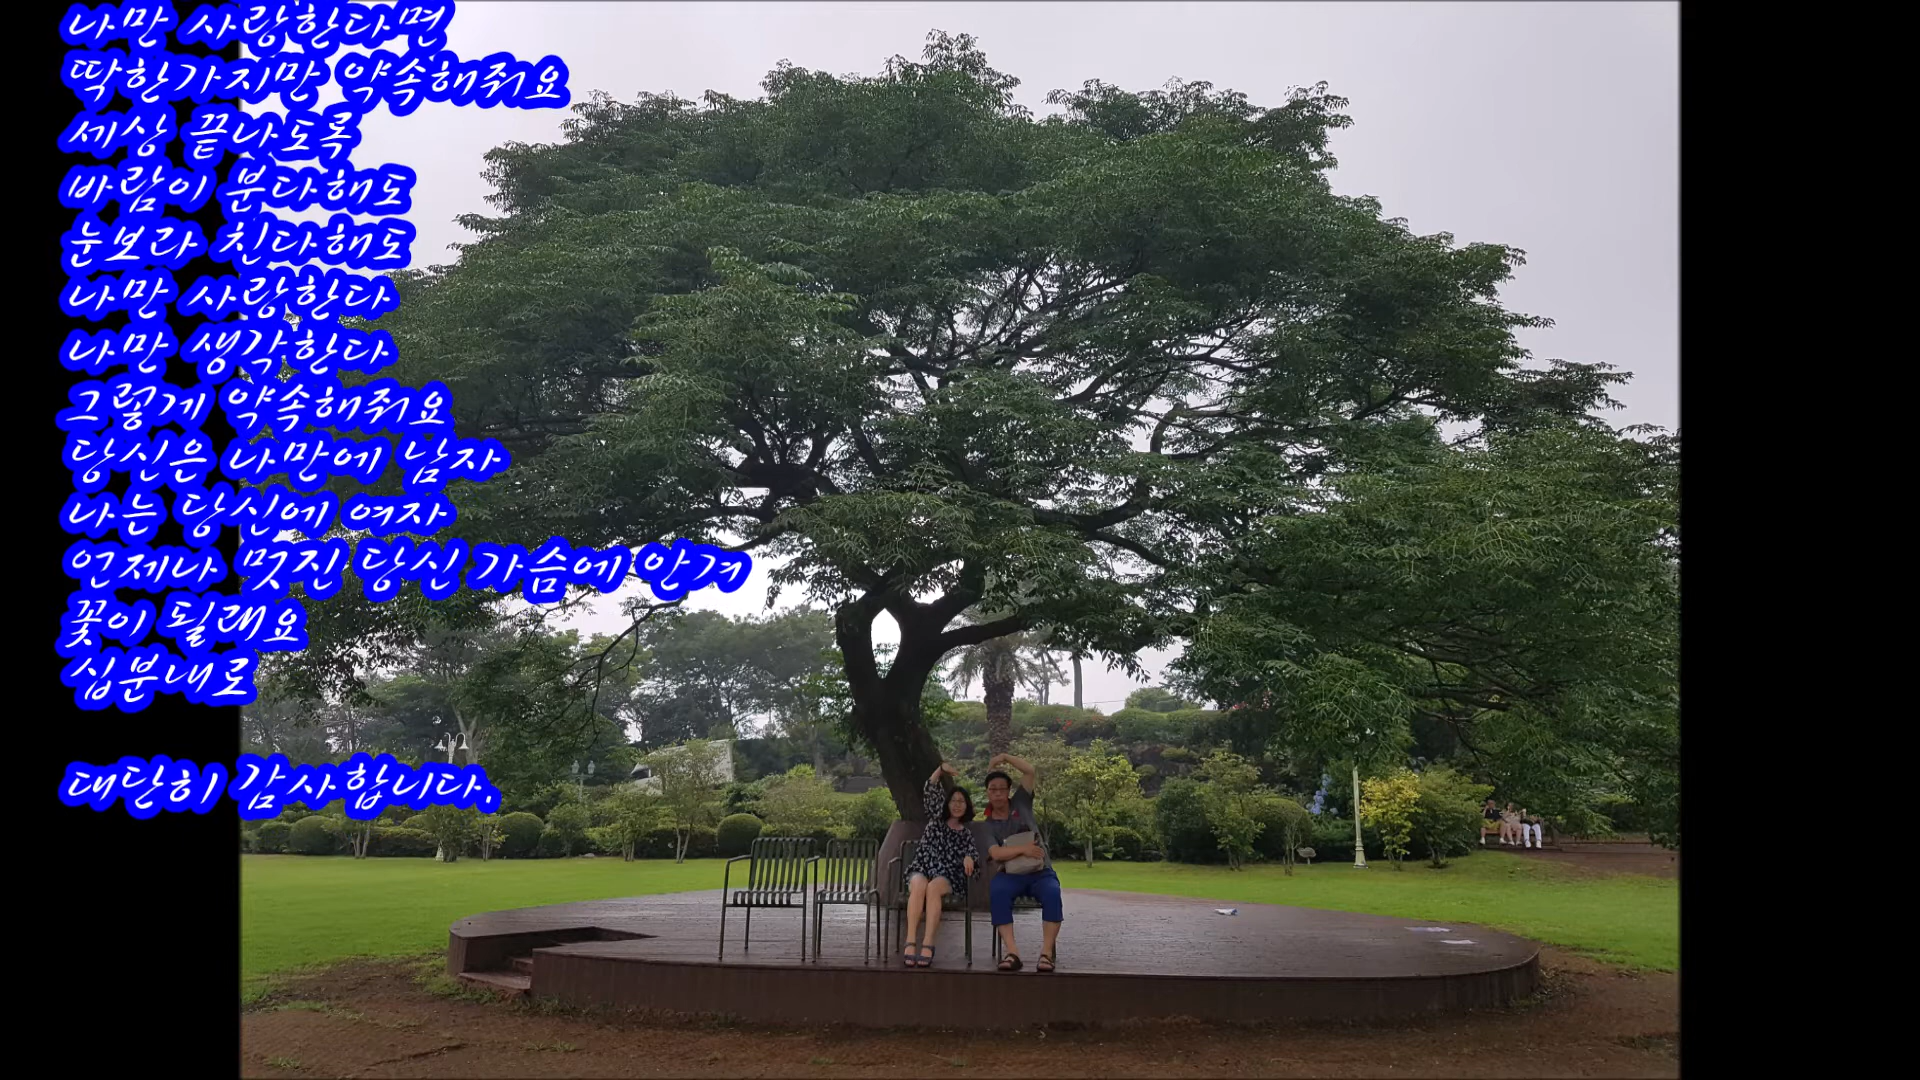 나만 사랑한다면
딱한가지만 약속해줘요
세상 끝나도록
바람이 분다해도
눈보라 친다해도
나만 사랑한다
나만 생각한다
그렇게 약속해줘요
당신은 나만에 남자
나는 당신에 여자
언제나 멋진 당신 가슴에 안겨
꽃이 될래요
십분내로
대단히 감사합니다.